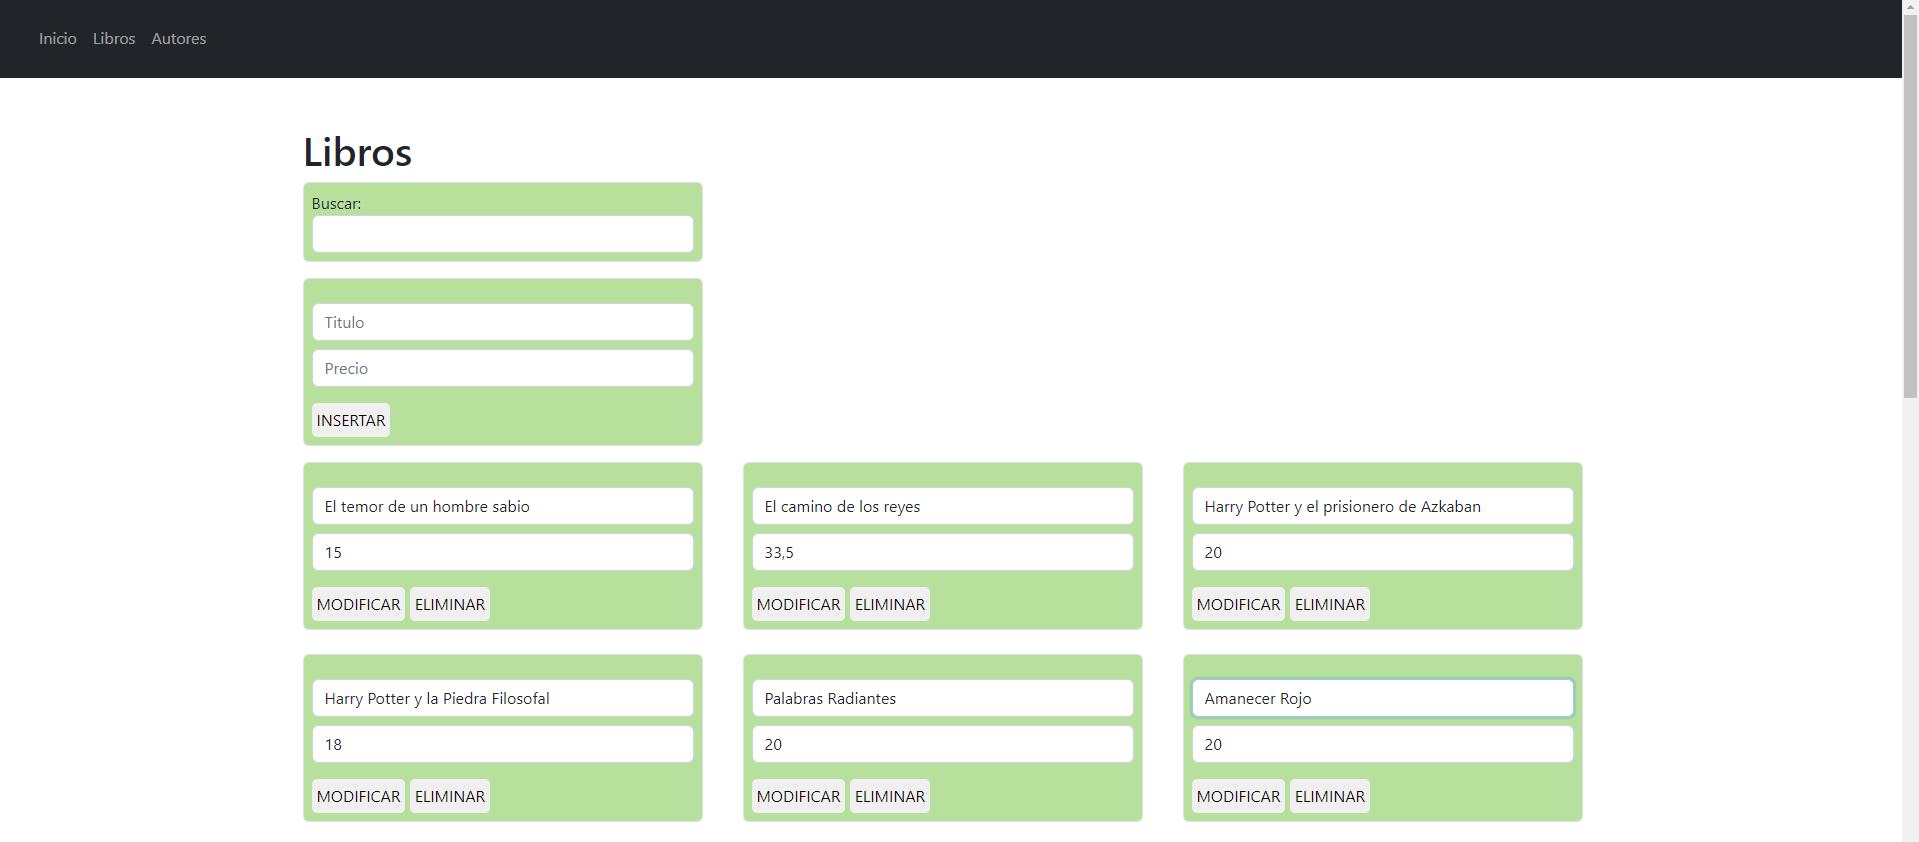 Inicio Libros Autores
Libros
Buscar:
Titulo
Precio
INSERTAR
El temor de un hombre sabio
15
MODIFICAR ELIMINAR
El camino de los reyes
33,5
MODIFICAR ELIMINAR
Harry Potter y el prisionero de Azkaban
20
MODIFICAR ELIMINAR
Harry Potter y la Piedra Filosofal
18
MODIFICAR ELIMINAR
Palabras Radiantes
20
MODIFICAR ELIMINAR
Amanecer Rojo
20
MODIFICAR ELIMINAR